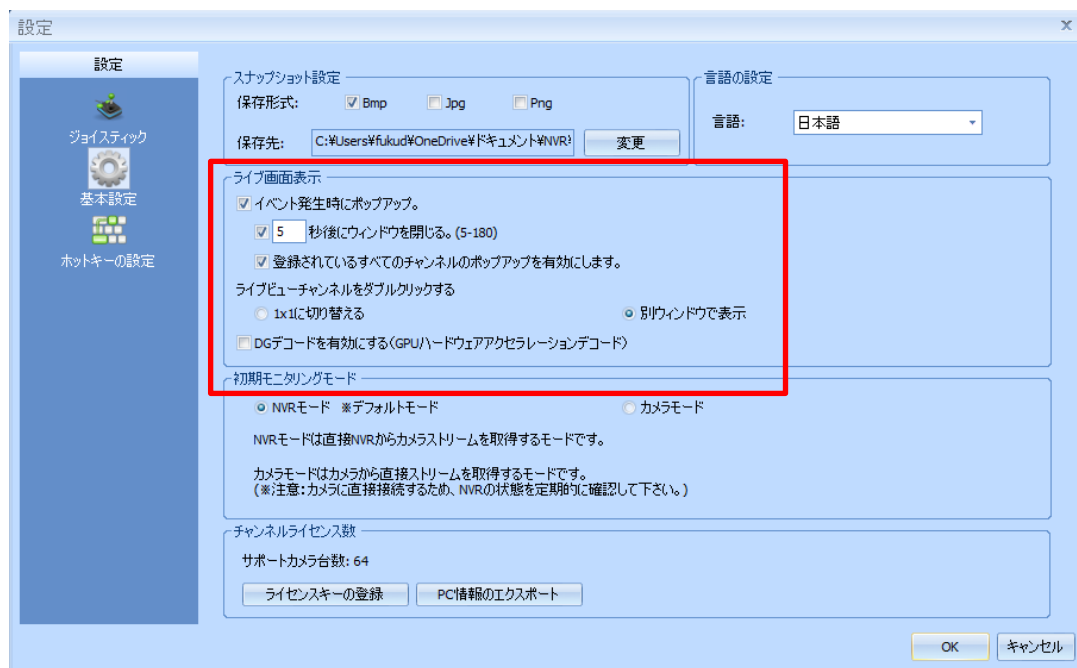 設定
設定
ジョイスティック
基本設定
ホットキーの設定
スナップショット設定
保存形式: Bmp Jpg Png
保存先: C:¥Users¥fukud¥OneDrive¥ドキュメント¥NVR 変更
言語の設定
言語: 日本語
ライブ画面表示
イベント発生時にポップアップ。
5 秒後にウィンドウを閉じる。(5-180)
登録されているすべてのチャンネルのポップアップを有効にします。
ライブビューチャンネルをダブルクリックする
1x1に切り替える 別ウィンドウで表示
DGデコードを有効にする(GPUハードウェアアクセラレーションデコード)
初期モニタリングモード
NVRモード ※デフォルトモード カメラモード
NVRモードは直接NVRからカメラストリームを取得するモードです。
カメラモードはカメラから直接ストリームを取得するモードです。
(※注意:カメラに直接接続するため、NVRの状態を定期的に確認して下さい。)
チャンネルライセンス数
サポートカメラ台数: 64
ライセンスキーの登録 PC情報のエクスポート
OK キャンセル